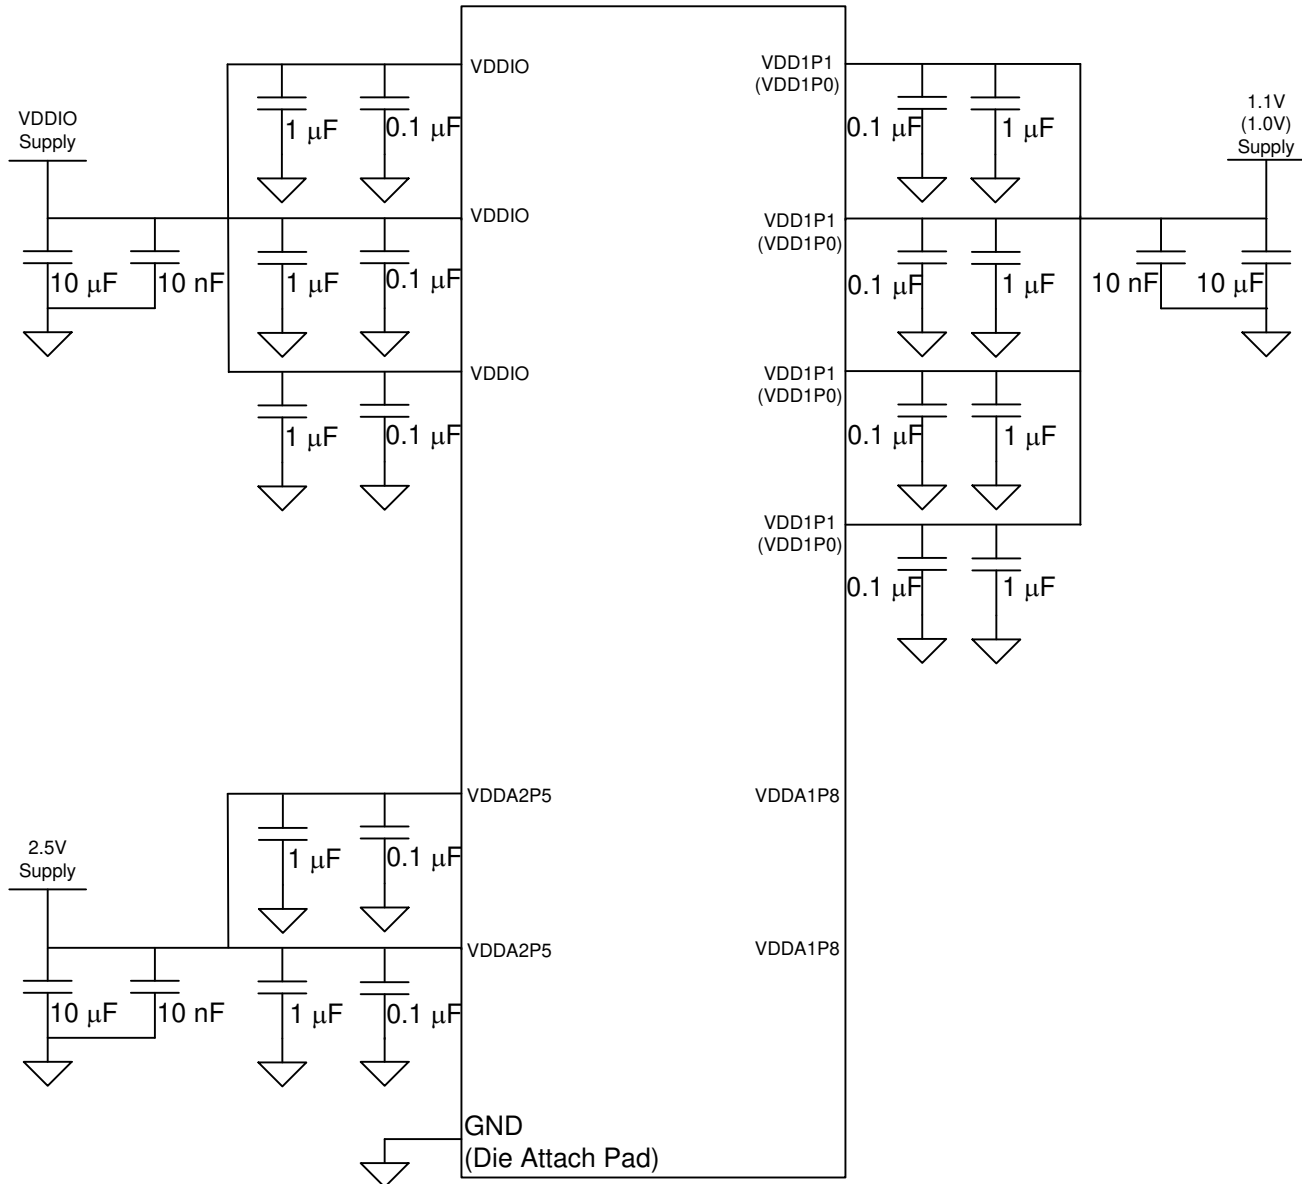 VDDIO
VDD1P1
(VDD1P0)
1 μF
0.1 μF
0.1 μF
1 μF
VDDIO
Supply
1.1V
(1.0V)
Supply
VDDIO
VDD1P1
(VDD1P0)
10 μF
10 nF
1 μF
0.1 μF
0.1 μF
1 μF
10 nF
10 μF
VDDIO
VDD1P1
(VDD1P0)
1 μF
0.1 μF
0.1 μF
1 μF
VDD1P1
(VDD1P0)
0.1 μF
1 μF
VDDA2P5
VDDA1P8
1 μF
0.1 μF
2.5V
Supply
VDDA2P5
VDDA1P8
10 μF
10 nF
1 μF
0.1 μF
GND
(Die Attach Pad)